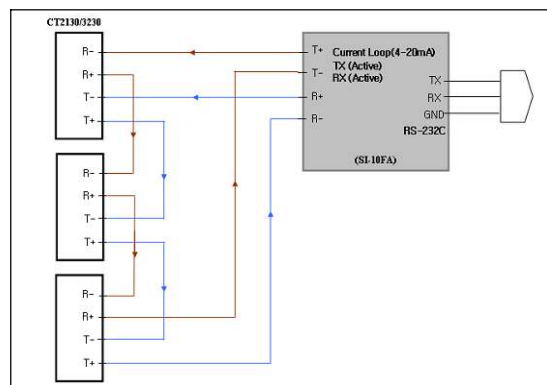 CT2130/3230
R-
R+
T-
T+
R-
R+
T-
T+
R-
R+
T-
T+
T+
T-
R+
R-
Current Loop(4-20mA)
TX (Active)
RX (Active)
TX
RX
GND
RS-232C
(SI-10FA)